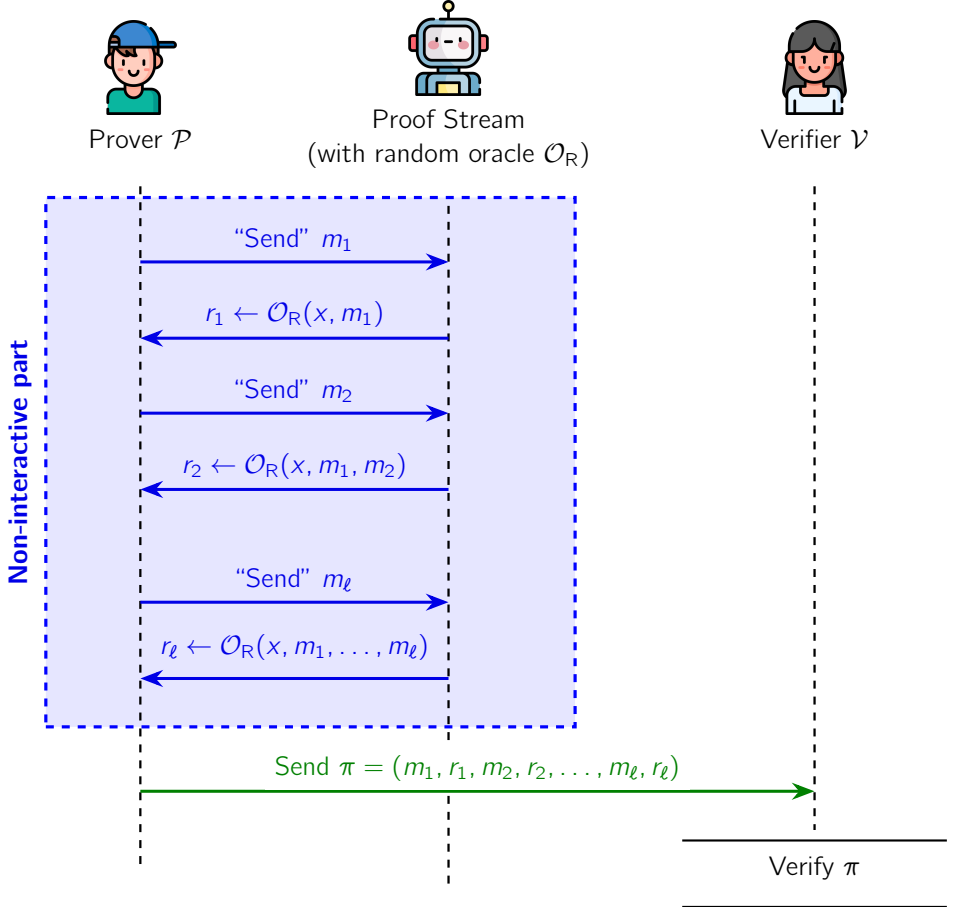 Prover 𝒫
Proof Stream
(with random oracle 𝒪_R)
Verifier 𝒱
Non-interactive part
“Send” m₁
r₁ ← 𝒪_R(x, m₁)
“Send” m₂
r₂ ← 𝒪_R(x, m₁, m₂)
“Send” m_ℓ
r_ℓ ← 𝒪_R(x, m₁, . . . , m_ℓ)
Send π = (m₁, r₁, m₂, r₂, . . . , m_ℓ, r_ℓ)
Verify π